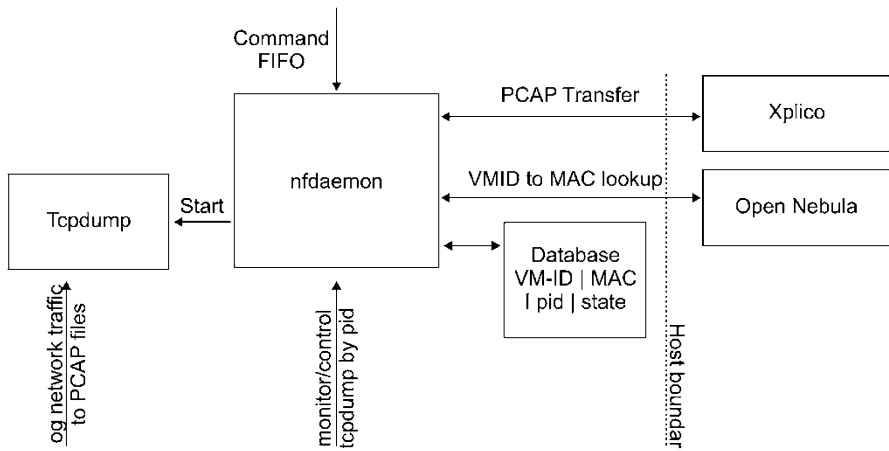 Command
FIFO
PCAP Transfer
Xplico
nfdaemon
VMID to MAC lookup
Open Nebula
Tcpdump
Start
Database
VM-ID | MAC
| pid | state
og network traffic
to PCAP files
monitor/control
tcpdump by pid
Host boundar